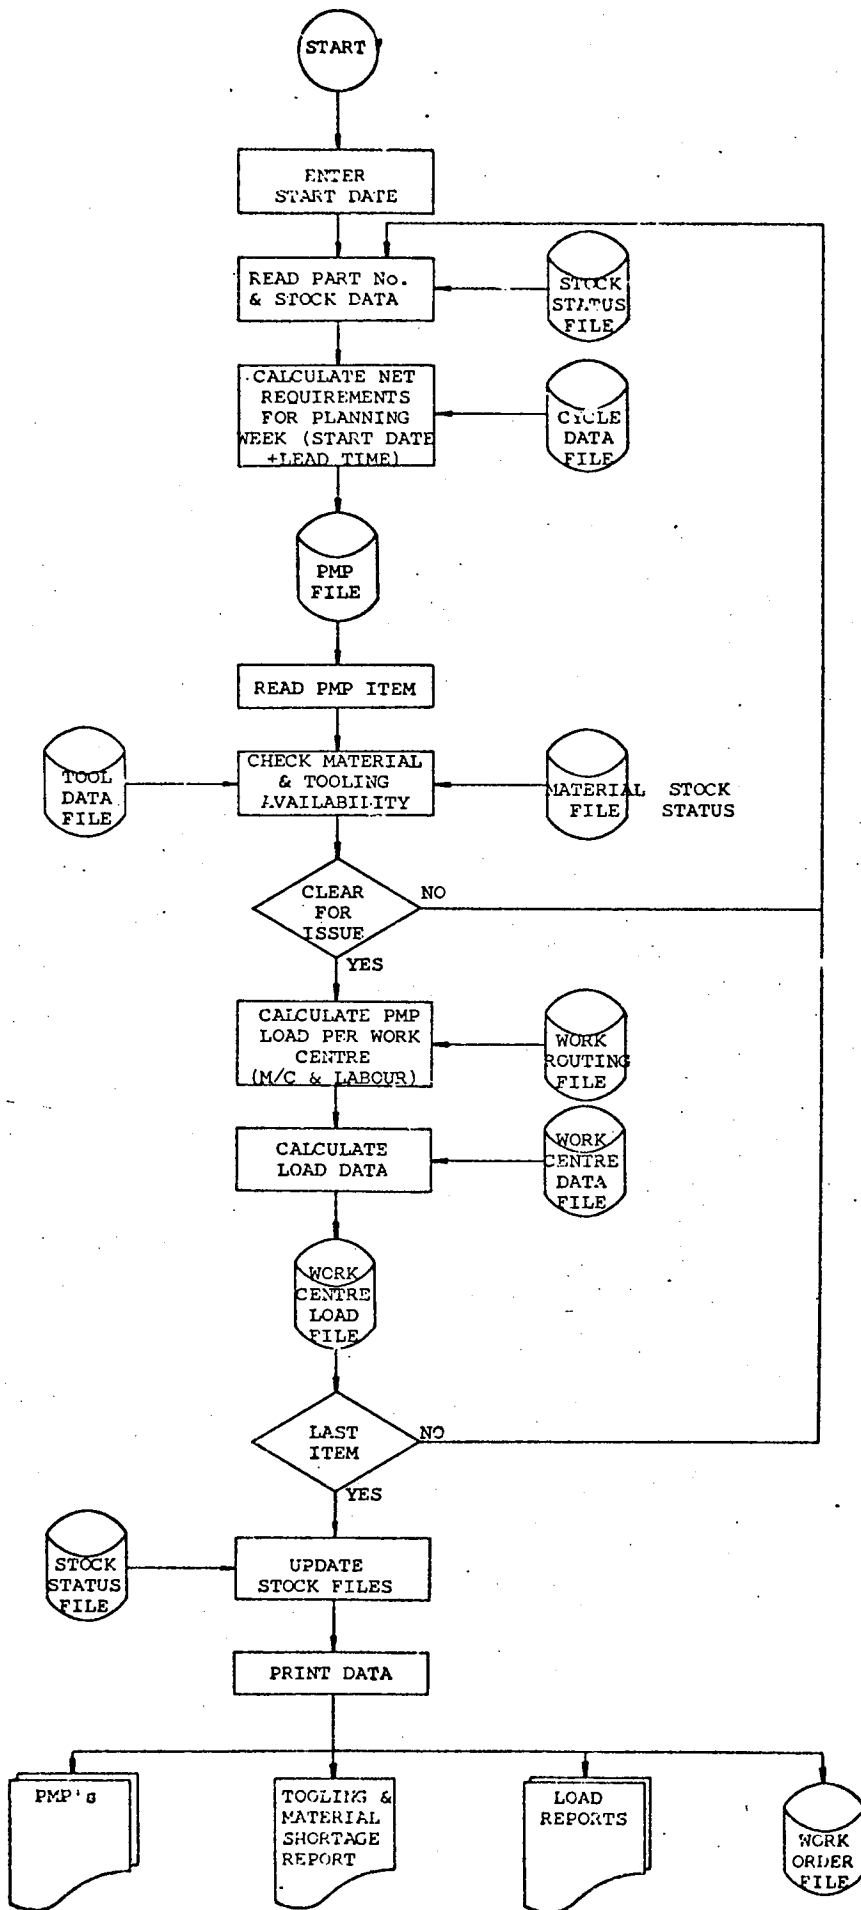 START
ENTER
START DATE
READ PART No.
& STOCK DATA
STOCK
STATUS
FILE
CALCULATE NET
REQUIREMENTS
FOR PLANNING
WEEK (START DATE
+LEAD TIME)
CYCLE
DATA
FILE
PMP
FILE
READ PMP ITEM
TOOL
DATA
FILE
CHECK MATERIAL
& TOOLING
AVAILABILITY
MATERIAL STOCK
FILE STATUS
CLEAR
FOR
ISSUE
NO
YES
CALCULATE PMP
LOAD PER WORK
CENTRE
(M/C & LABOUR)
WORK
ROUTING
FILE
CALCULATE
LOAD DATA
WORK
CENTRE
DATA
FILE
WORK
CENTRE
LOAD
FILE
LAST
ITEM
NO
YES
STOCK
STATUS
FILE
UPDATE
STOCK FILES
PRINT DATA
PMP's
TOOLING &
MATERIAL
SHORTAGE
REPORT
LOAD
REPORTS
WORK
ORDER
FILE